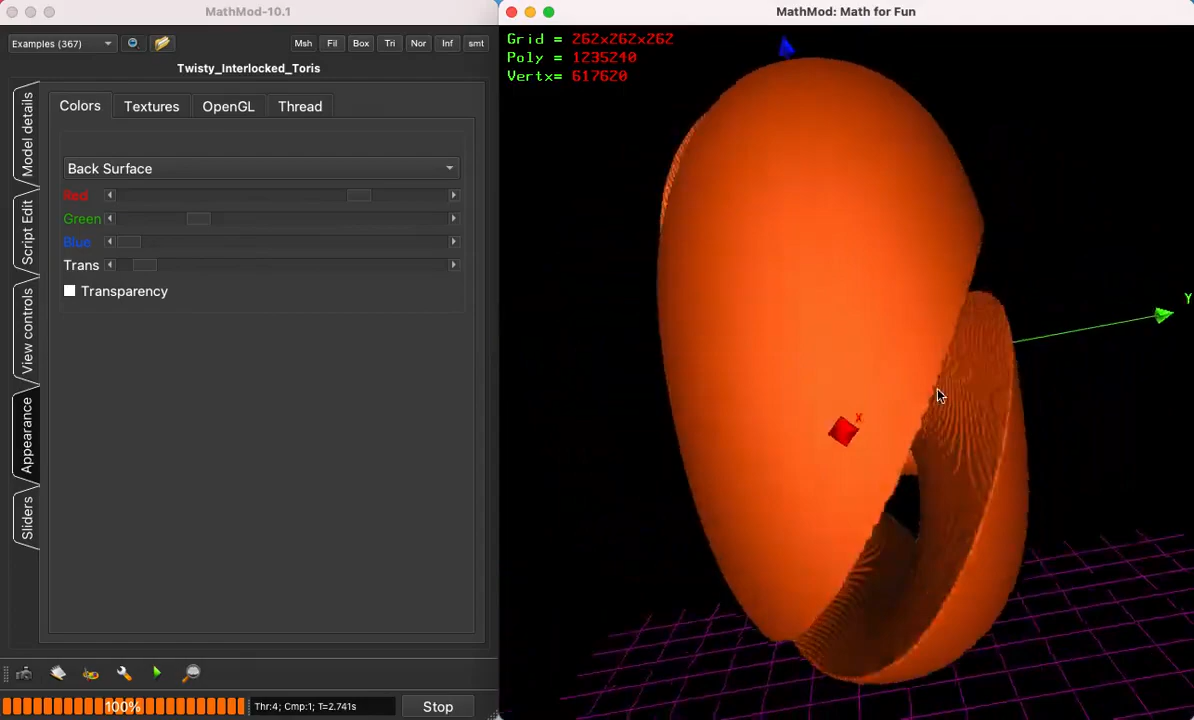 MathMod-10.1
Examples (367)
Msh Fil Box Tri Nor Inf smt
Twisty_Interlocked_Toris
Model details
Script Edit
View controls
Appearance
Sliders
Colors Textures OpenGL Thread
Back Surface
Red
Green
Blue
Trans
Transparency
100% Thr:4; Cmp:1; T=2.741s Stop
MathMod: Math for Fun
Grid = 262x262x262
Poly = 1235240
Vertx= 617620
X
Y